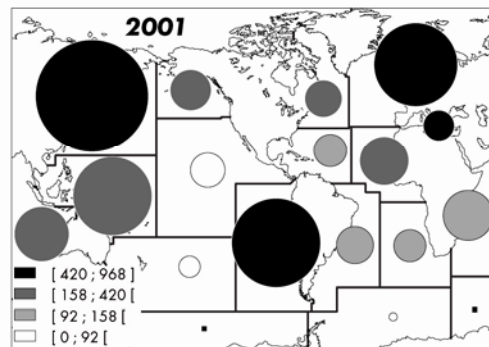 2001
[ 420 ; 968 ]
[ 158 ; 420 [
[ 92 ; 158 [
[ 0 ; 92 [